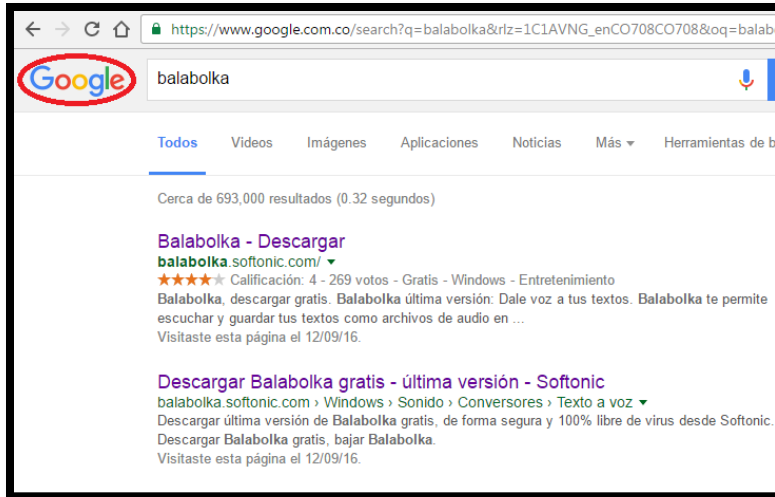 https://www.google.com.co/search?q=balabolka&rlz=1C1AVNG_enCO708CO708&oq=balab
Google balabolka
Todos Videos Imágenes Aplicaciones Noticias Más Herramientas de b
Cerca de 693,000 resultados (0.32 segundos)
Balabolka - Descargar
balabolka.softonic.com/
Calificación: 4 - 269 votos - Gratis - Windows - Entretenimiento
Balabolka, descargar gratis. Balabolka última versión: Dale voz a tus textos. Balabolka te permite
escuchar y guardar tus textos como archivos de audio en ...
Visitaste esta página el 12/09/16.
Descargar Balabolka gratis - última versión - Softonic
balabolka.softonic.com › Windows › Sonido › Conversores › Texto a voz
Descargar última versión de Balabolka gratis, de forma segura y 100% libre de virus desde Softonic.
Descargar Balabolka gratis, bajar Balabolka.
Visitaste esta página el 12/09/16.